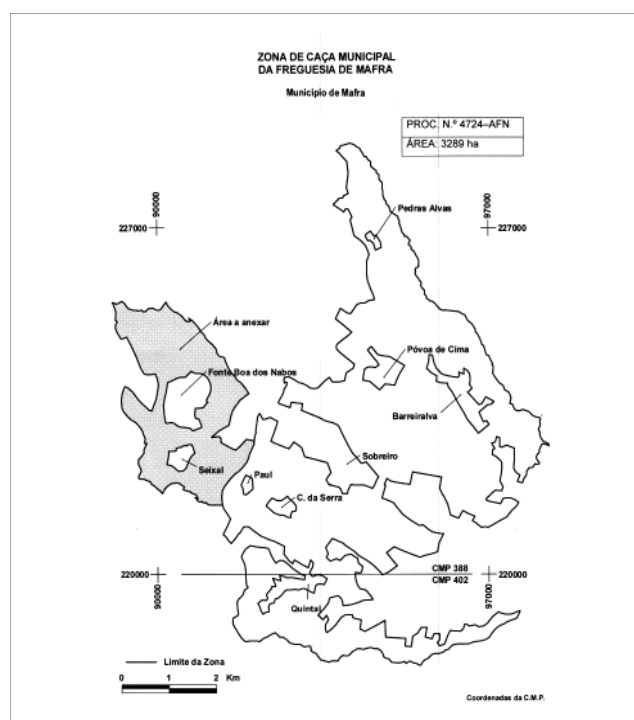 ZONA DE CAÇA MUNICIPAL
DA FREGUESIA DE MAFRA
Município de Mafra
PROC. N.º 4724–AFN
ÁREA: 3289 ha
90000
97000
227000
227000
Pedras Alvas
Área a anexar
Póvoa de Cima
Fonte Boa dos Nabos
Barreiralva
Sobreiro
Seixal
Paul
C. da Serra
CMP 388
220000
220000
CMP 402
90000
97000
Quintal
Limite da Zona
0 1 2 Km
Coordenadas da C.M.P.